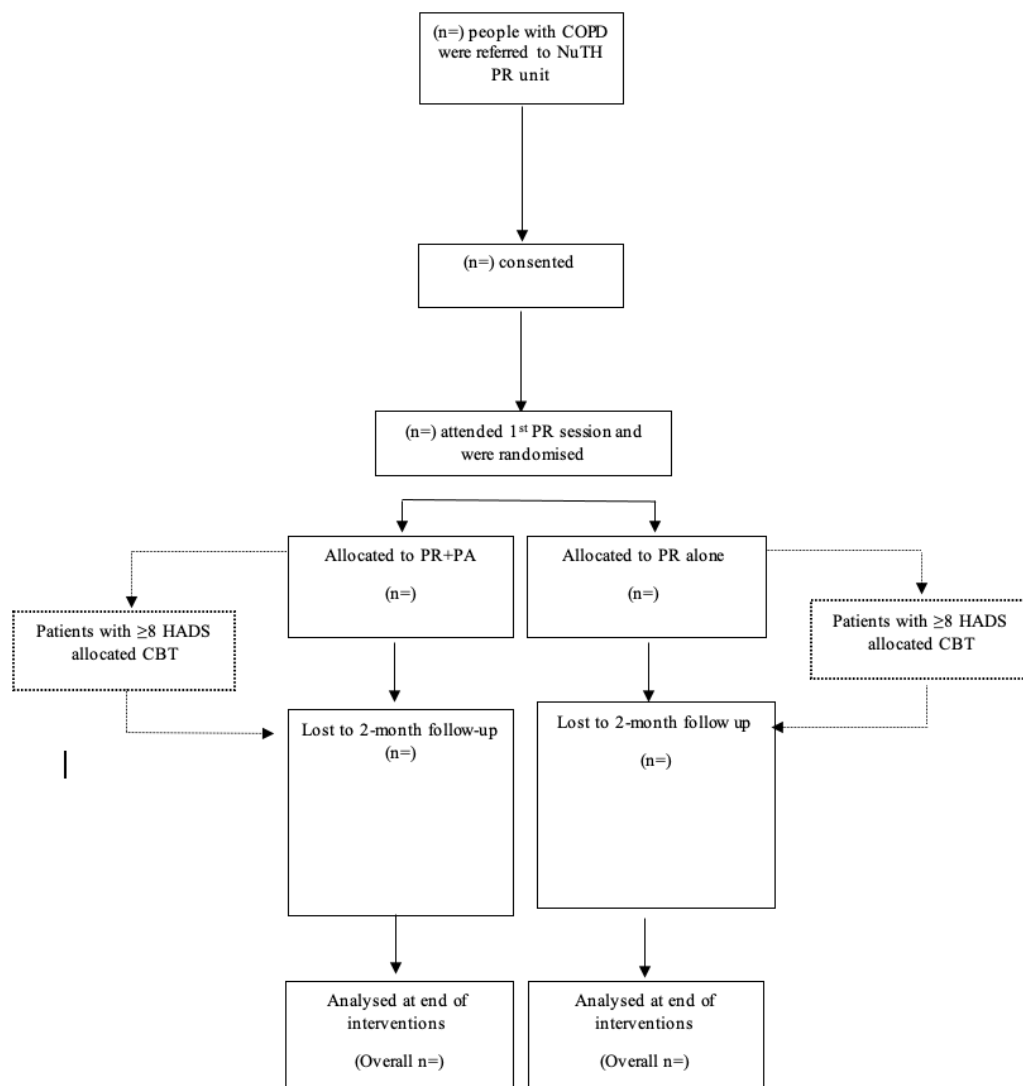 (n=) people with COPD
were referred to NuTH
PR unit
(n=) consented
(n=) attended 1st PR session and
were randomised
Allocated to PR+PA
(n=)
Allocated to PR alone
(n=)
Patients with ≥8 HADS
allocated CBT
Patients with ≥8 HADS
allocated CBT
Lost to 2-month follow-up
(n=)
Lost to 2-month follow up
(n=)
Analysed at end of
interventions
(Overall n=)
Analysed at end of
interventions
(Overall n=)